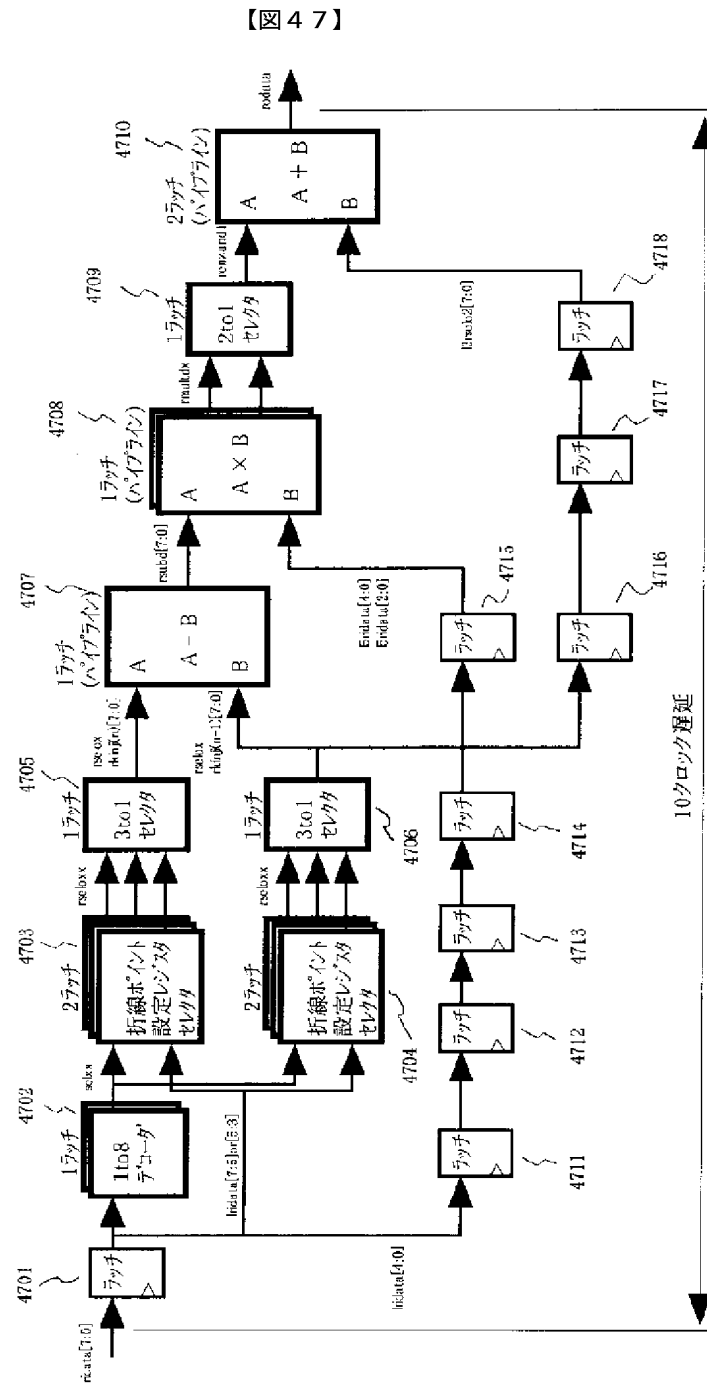 【図４７】
4701
ラッチ
4702
1ラッチ
1to8
デコーダ
4703
2ラッチ
折線ポイント
設定レジスタ
セレクタ
rseloxx
4705
1ラッチ
3to1
セレクタ
4707
1ラッチ
(パイプライン)
A
A － B
B
rsubd[7:0]
4708
1ラッチ
(パイプライン)
A
A × B
B
4709
1ラッチ
2to1
セレクタ
4710
2ラッチ
(パイプライン)
A
A + B
B
rodata
2ラッチ
折線ポイント
設定レジスタ
セレクタ
4704
rseloxx
1ラッチ
3to1
セレクタ
4706
lridata[4:0]
ラッチ
4711
ラッチ
4712
ラッチ
4713
ラッチ
4714
ラッチ
4715
ラッチ
4716
ラッチ
4717
ラッチ
4718
10クロック遅延